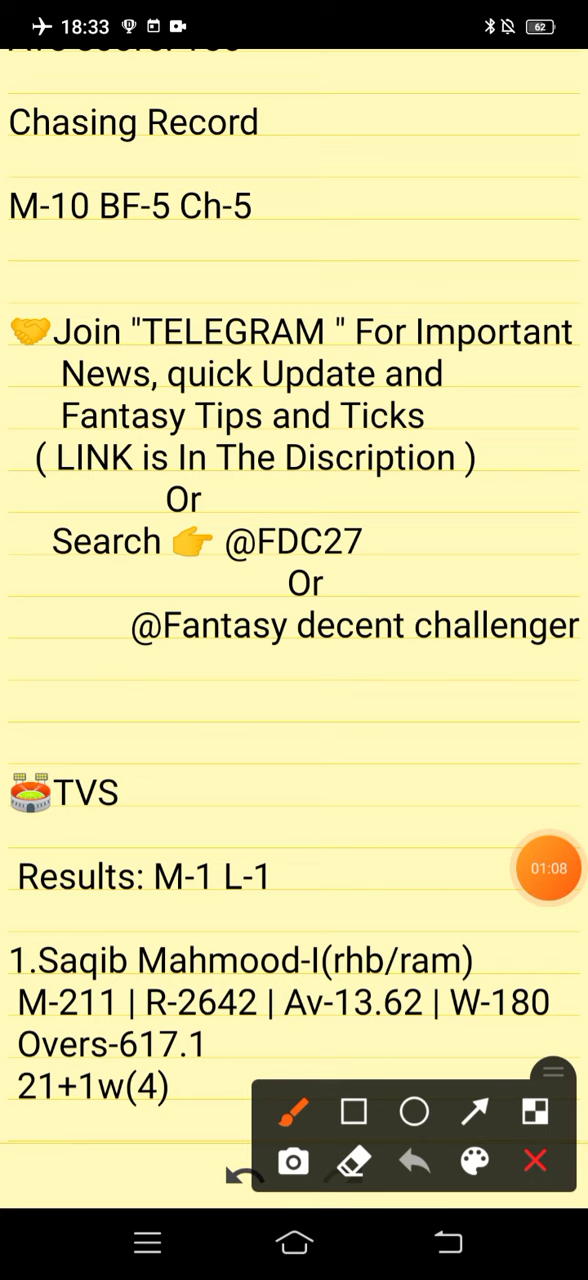 18:33
62
Chasing Record
M-10 BF-5 Ch-5
🤝Join "TELEGRAM " For Important
News, quick Update and
Fantasy Tips and Ticks
( LINK is In The Discription )
Or
Search 👉 @FDC27
Or
@Fantasy decent challenger
🏟️TVS
Results: M-1 L-1
01:08
1.Saqib Mahmood-I(rhb/ram)
M-211 | R-2642 | Av-13.62 | W-180
Overs-617.1
21+1w(4)